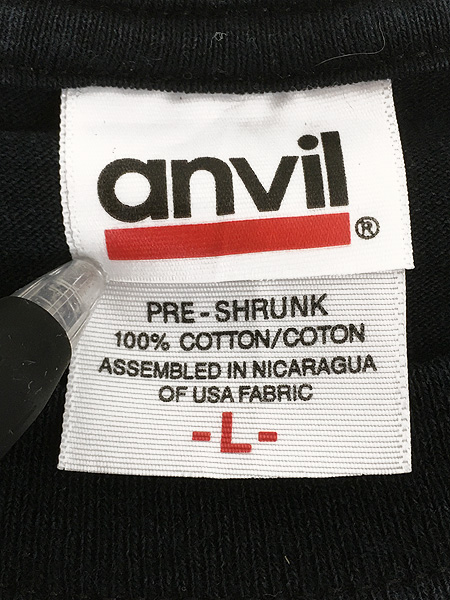 anvil®
PRE-SHRUNK
100% COTTON/COTON
ASSEMBLED IN NICARAGUA
OF USA FABRIC
-L-